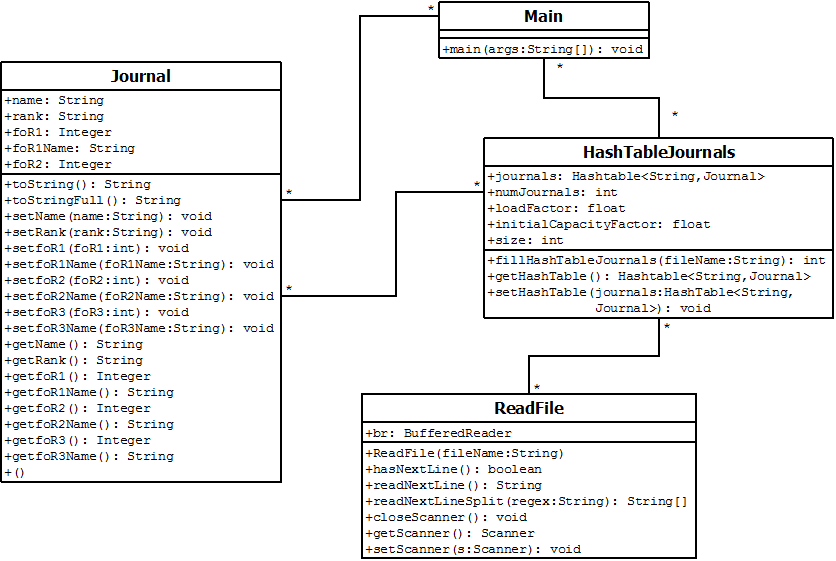 Main
+main(args:String[]): void
*
*
*
Journal
+name: String
+rank: String
+foR1: Integer
+foR1Name: String
+foR2: Integer
+toString(): String
+toStringFull(): String
+setName(name:String): void
+setRank(rank:String): void
+setfoR1(foR1:int): void
+setfoR1Name(foR1Name:String): void
+setfoR2(foR2:int): void
+setfoR2Name(foR2Name:String): void
+setfoR3(foR3:int): void
+setfoR3Name(foR3Name:String): void
+getName(): String
+getRank(): String
+getfoR1(): Integer
+getfoR1Name(): String
+getfoR2(): Integer
+getfoR2Name(): String
+getfoR3(): Integer
+getfoR3Name(): String
+()
*
*
*
HashTableJournals
+journals: Hashtable<String,Journal>
+numJournals: int
+loadFactor: float
+initialCapacityFactor: float
+size: int
+fillHashTableJournals(fileName:String): int
+getHashTable(): Hashtable<String,Journal>
+setHashTable(journals:HashTable<String,
Journal>): void
*
*
ReadFile
+br: BufferedReader
+ReadFile(fileName:String)
+hasNextLine(): boolean
+readNextLine(): String
+readNextLineSplit(regex:String): String[]
+closeScanner(): void
+getScanner(): Scanner
+setScanner(s:Scanner): void